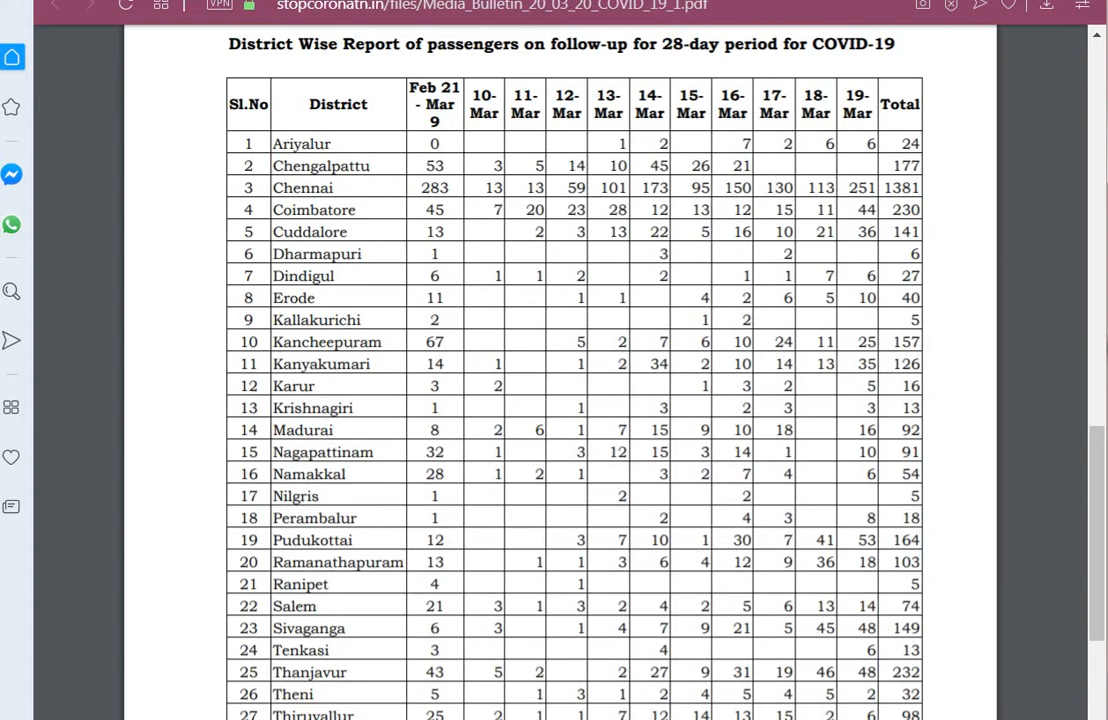 VPN stopcoronatn.in/files/Media_Bulletin_20_03_20_COVID_19_1.pdf
District Wise Report of passengers on follow-up for 28-day period for COVID-19
Sl.No District Feb 21 - Mar 9 10-Mar 11-Mar 12-Mar 13-Mar 14-Mar 15-Mar 16-Mar 17-Mar 18-Mar 19-Mar Total
1 Ariyalur 0 1 2 7 2 6 6 24
2 Chengalpattu 53 3 5 14 10 45 26 21 177
3 Chennai 283 13 13 59 101 173 95 150 130 113 251 1381
4 Coimbatore 45 7 20 23 28 12 13 12 15 11 44 230
5 Cuddalore 13 2 3 13 22 5 16 10 21 36 141
6 Dharmapuri 1 3 2 6
7 Dindigul 6 1 1 2 2 1 1 7 6 27
8 Erode 11 1 1 4 2 6 5 10 40
9 Kallakurichi 2 1 2 5
10 Kancheepuram 67 5 2 7 6 10 24 11 25 157
11 Kanyakumari 14 1 1 2 34 2 10 14 13 35 126
12 Karur 3 2 1 3 2 5 16
13 Krishnagiri 1 1 3 2 3 3 13
14 Madurai 8 2 6 1 7 15 9 10 18 16 92
15 Nagapattinam 32 1 3 12 15 3 14 1 10 91
16 Namakkal 28 1 2 1 3 2 7 4 6 54
17 Nilgris 1 2 2 5
18 Perambalur 1 2 4 3 8 18
19 Pudukottai 12 3 7 10 1 30 7 41 53 164
20 Ramanathapuram 13 1 1 3 6 4 12 9 36 18 103
21 Ranipet 4 1 5
22 Salem 21 3 1 3 2 4 2 5 6 13 14 74
23 Sivaganga 6 3 1 4 7 9 21 5 45 48 149
24 Tenkasi 3 4 6 13
25 Thanjavur 43 5 2 2 27 9 31 19 46 48 232
26 Theni 5 1 3 1 2 4 5 4 5 2 32
27 Thiruvallur 25 2 1 1 7 12 14 13 15 2 6 98